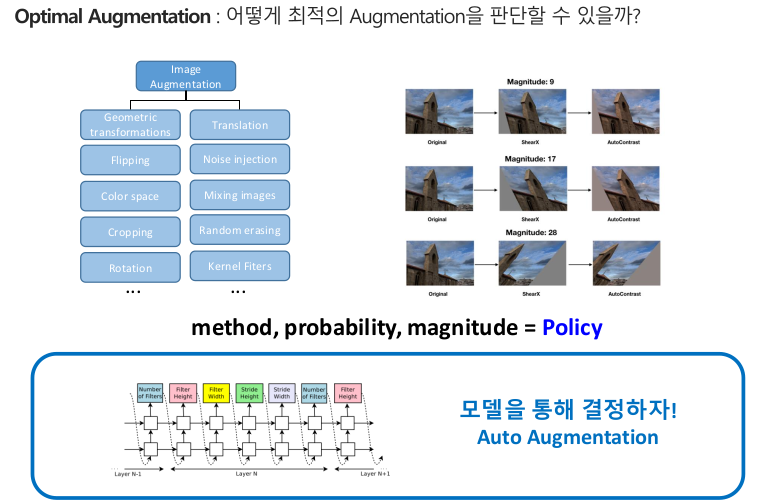 Optimal Augmentation : 어떻게 최적의 Augmentation을 판단할 수 있을까?
Image
Augmentation
Geometric
transformations
Translation
Flipping
Noise injection
Color space
Mixing images
Cropping
Random erasing
Rotation
Kernel Fiters
...
...
Magnitude: 9
Original
ShearX
AutoContrast
Magnitude: 17
Original
ShearX
AutoContrast
Magnitude: 28
Original
ShearX
AutoContrast
method, probability, magnitude = Policy
Number
of Filters
Filter
Height
Filter
Width
Stride
Height
Stride
Width
Number
of Filters
Filter
Height
Layer N-1
Layer N
Layer N+1
모델을 통해 결정하자!
Auto Augmentation